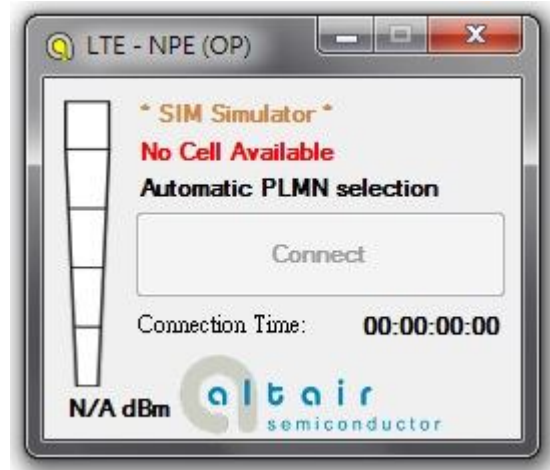 LTE - NPE (OP)
* SIM Simulator *
No Cell Available
Automatic PLMN selection
Connect
Connection Time: 00:00:00:00
N/A dBm
altair
semiconductor